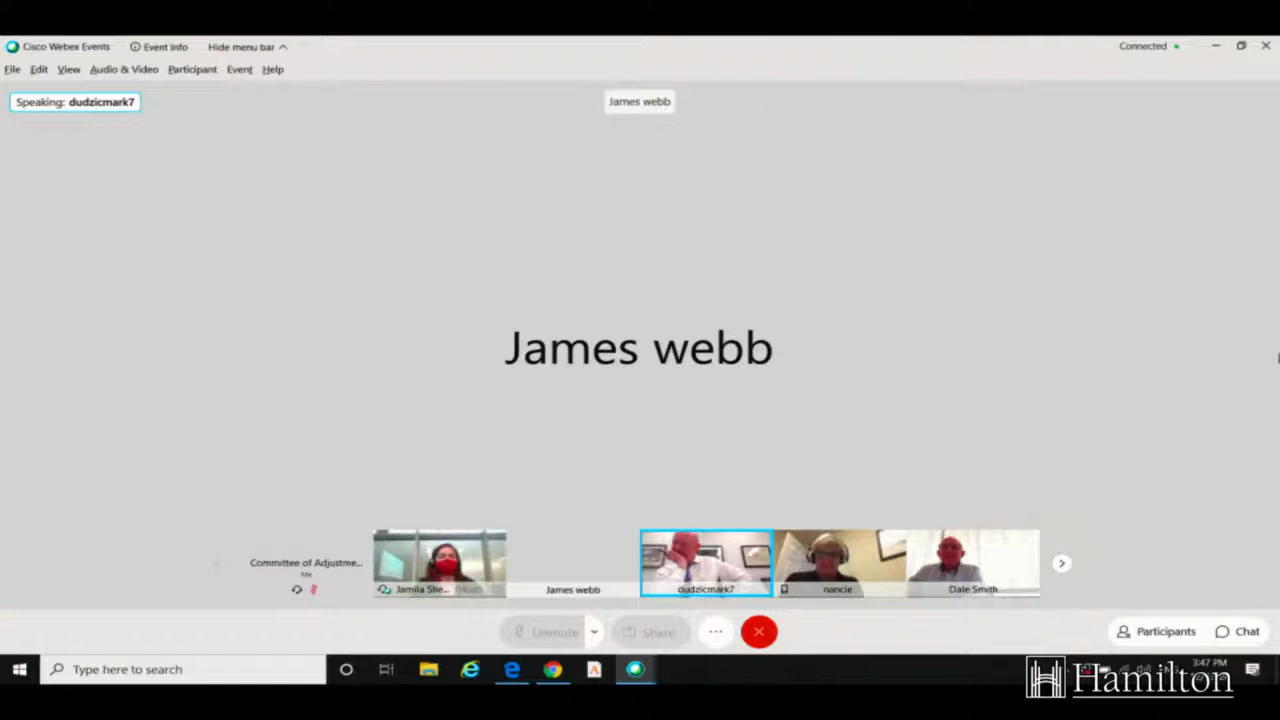 Cisco Webex Events
Event Info
Hide menu bar
Connected
File Edit View Audio & Video Participant Event Help
Speaking: dudzicmark7
James webb
James webb
Committee of Adjustme...
Me
Jamila She... (Host)
James webb
dudzicmark7
nancie
Dale Smith
Unmute
Share
Participants
Chat
Type here to search
3:47 PM
Hamilton